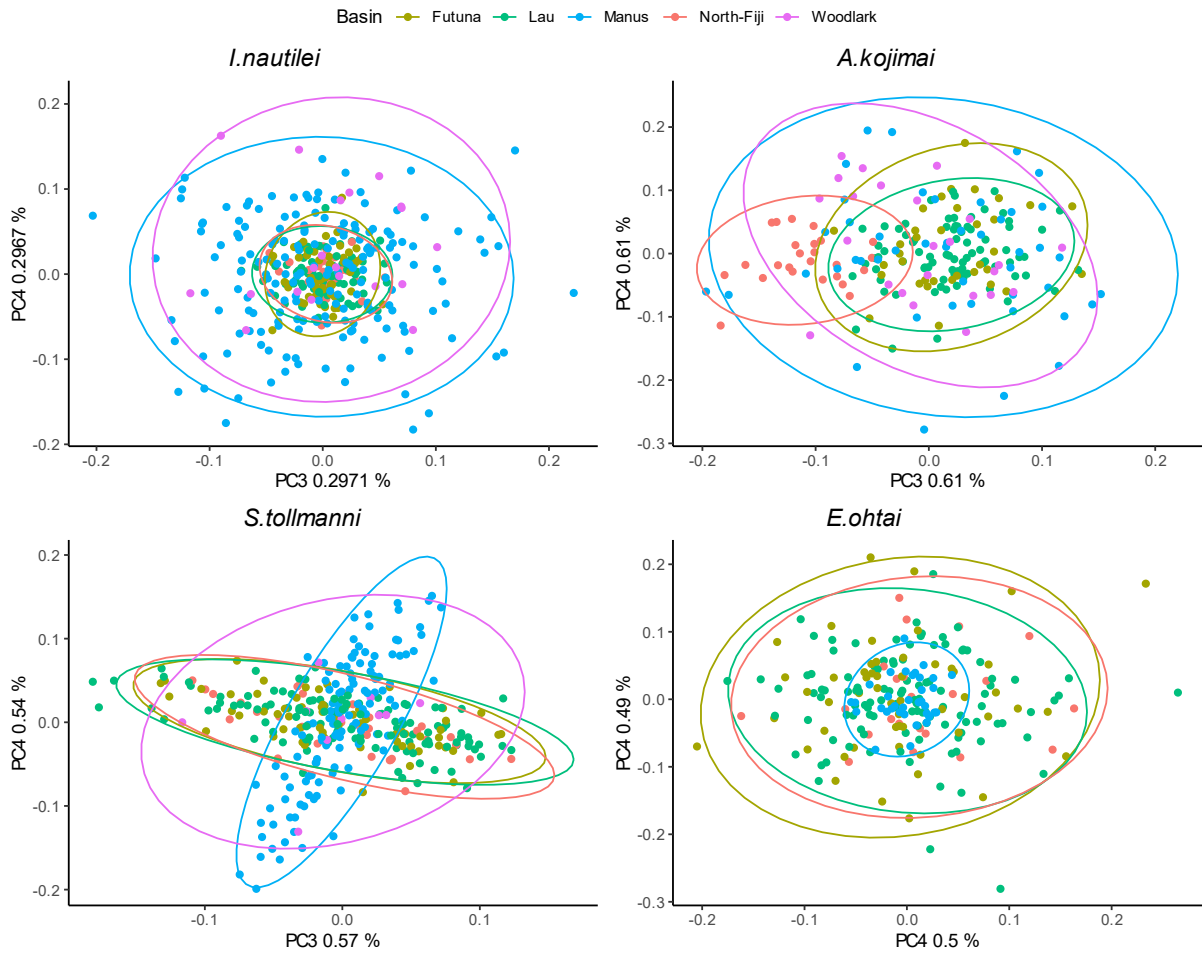 Basin Futuna Lau Manus North-Fiji Woodlark
I.nautilei
A.kojimai
0.2
0.1
0.0
-0.1
-0.2
PC4 0.2967 %
-0.2 -0.1 0.0 0.1 0.2
PC3 0.2971 %
0.2
0.1
0.0
-0.1
-0.2
-0.3
PC4 0.61 %
-0.2 -0.1 0.0 0.1 0.2
PC3 0.61 %
S.tollmanni
E.ohtai
0.2
0.1
0.0
-0.1
-0.2
PC4 0.54 %
-0.1 0.0 0.1
PC3 0.57 %
0.2
0.1
0.0
-0.1
-0.2
-0.3
PC4 0.49 %
-0.2 -0.1 0.0 0.1 0.2
PC4 0.5 %